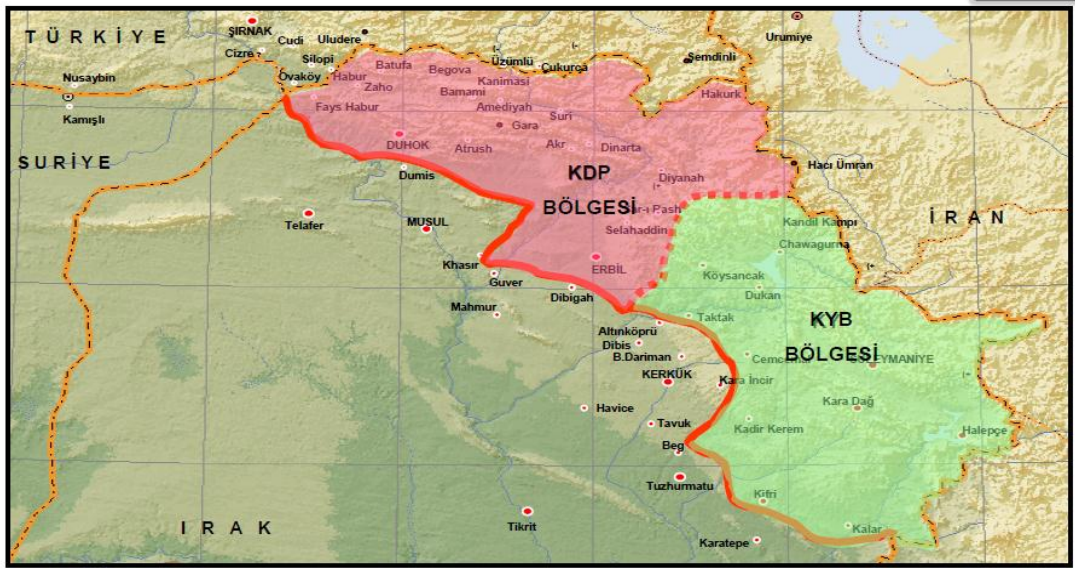 ŞIRNAK
TÜRKİYE
Cudi
Uludere
Urumiye
Cizre
Silopi
Üzümlü
Çukurca
Şemdinli
Nusaybin
Ovaköy
Habur
Batufa
Begova
Kanimasi
Zaho
Bamami
Hakurk
Kamışlı
Fays Habur
Amediyah
Suri
Gara
DUHOK
Atrush
Akr
Dinarta
SURİYE
Dumis
KDP
BÖLGESİ
Diyanah
Hacı Ümran
Telafer
MUSUL
Selahaddin
Kandil Kampı
İRAN
Chawagurna
Khasır
ERBİL
Guver
Köysancak
Dibigah
Dukan
Mahmur
Taktak
KYB
BÖLGESİ
Altınköprü
Dibis
B.Dariman
KERKÜK
Kara İncir
Havice
Kara Dağ
Tavuk
Kadir Kerem
Halepçe
Beg
Tuzhurmatu
Kifri
IRAK
Tikrit
Kalar
Karatepe